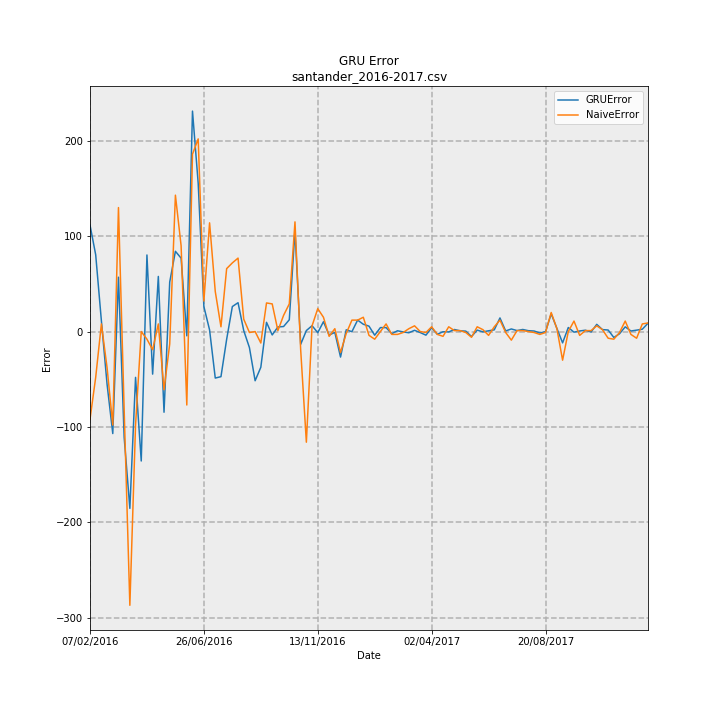 GRU Error
santander_2016-2017.csv
GRUError
NaiveError
200
100
0
−100
−200
−300
Error
07/02/2016 26/06/2016 13/11/2016 02/04/2017 20/08/2017
Date